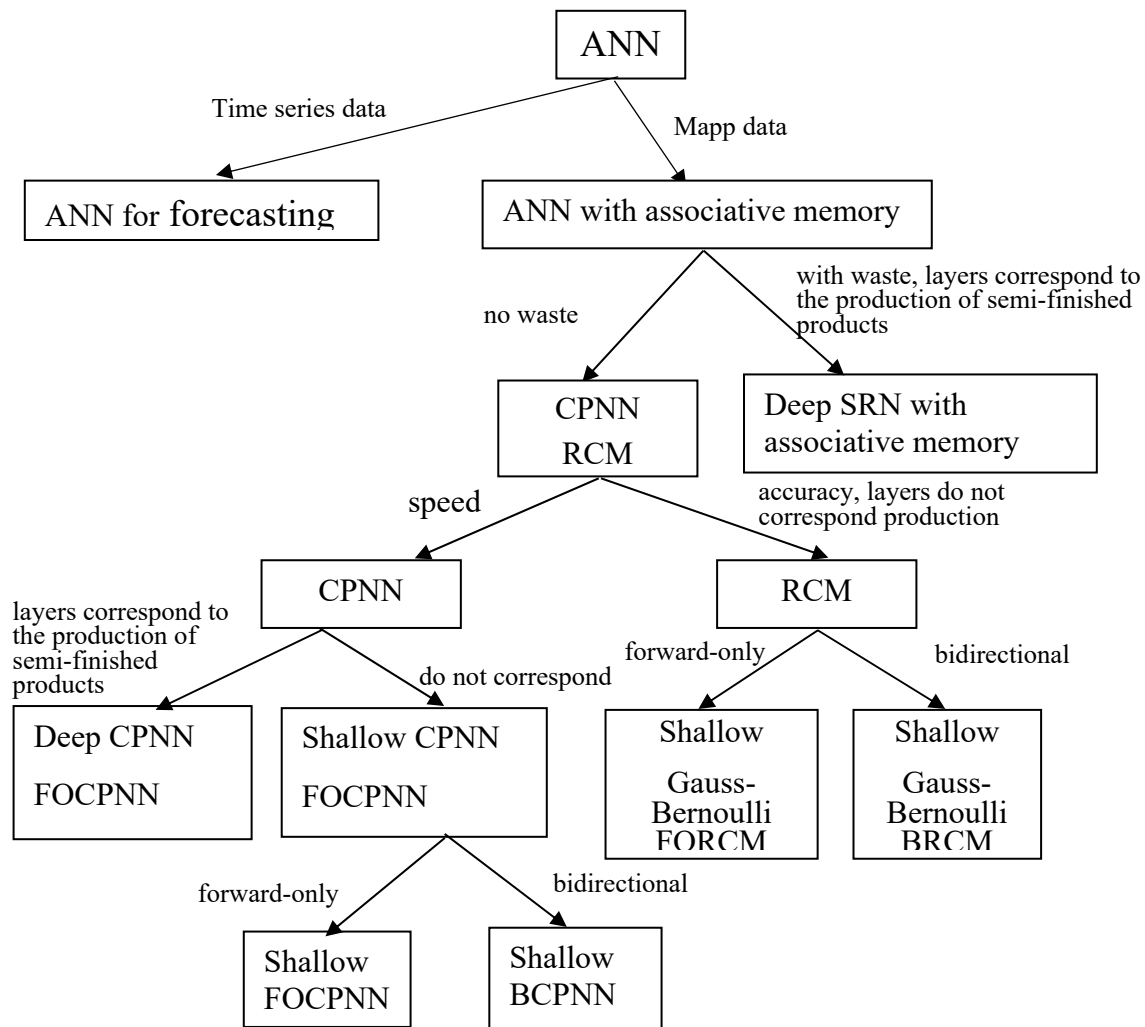 ANN
Time series data
Mapp data
ANN for forecasting
ANN with associative memory
no waste
with waste, layers correspond to
the production of semi-finished
products
CPNN
RCM
Deep SRN with
associative memory
speed
accuracy, layers do not
correspond production
CPNN
RCM
layers correspond to
the production of
semi-finished
products
do not correspond
forward-only
bidirectional
Deep CPNN
FOCPNN
Shallow CPNN
FOCPNN
Shallow
Gauss-
Bernoulli
FORCM
Shallow
Gauss-
Bernoulli
BRCM
forward-only
bidirectional
Shallow
FOCPNN
Shallow
BCPNN